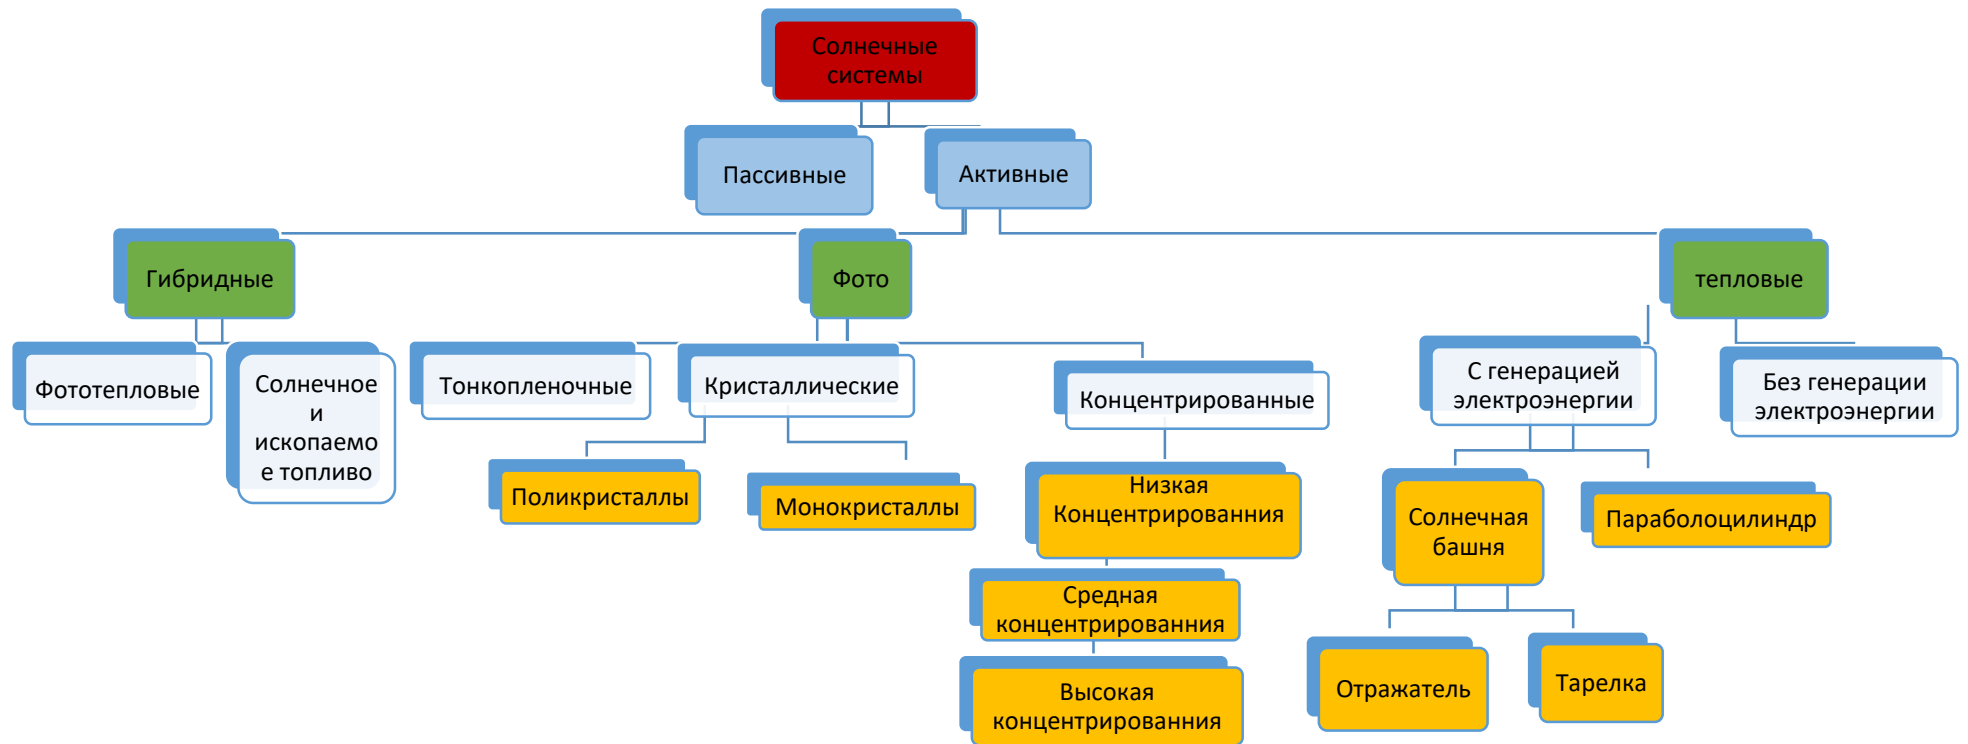 Солнечные
системы
Пассивные
Активные
Гибридные
Фото
тепловые
Фототепловые
Солнечное
и
ископаемо
е топливо
Тонкопленочные
Кристаллические
Концентрированные
С генерацией
электроэнергии
Без генерации
электроэнергии
Поликристаллы
Монокристаллы
Низкая
Концентрированния
Солнечная
башня
Параболоцилиндр
Средная
концентрированния
Высокая
концентрированния
Отражатель
Тарелка